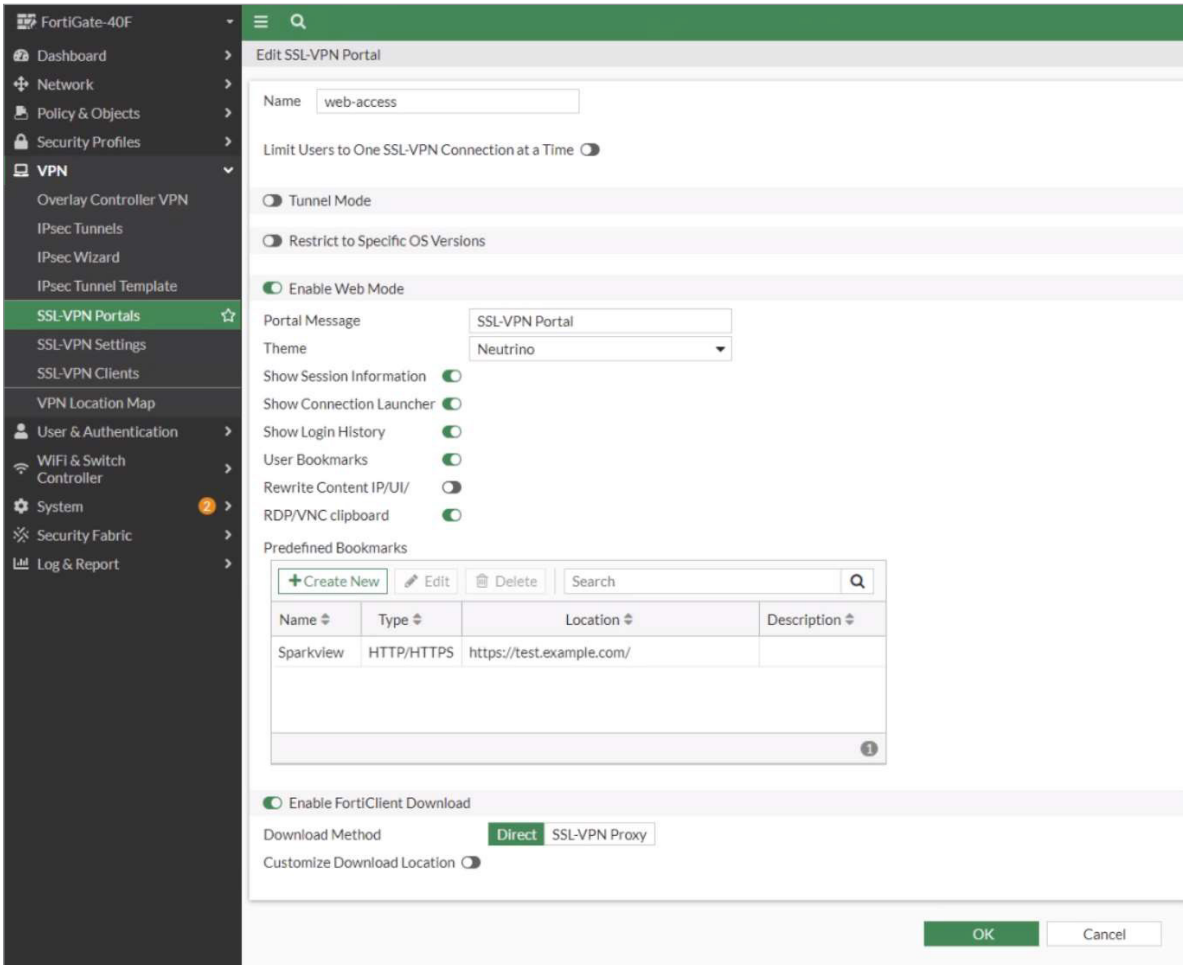 FortiGate-40F
Dashboard
Network
Policy & Objects
Security Profiles
VPN
Overlay Controller VPN
IPsec Tunnels
IPsec Wizard
IPsec Tunnel Template
SSL-VPN Portals
SSL-VPN Settings
SSL-VPN Clients
VPN Location Map
User & Authentication
WiFi & Switch
Controller
System 2
Security Fabric
Log & Report
Edit SSL-VPN Portal
Name web-access
Limit Users to One SSL-VPN Connection at a Time
Tunnel Mode
Restrict to Specific OS Versions
Enable Web Mode
Portal Message SSL-VPN Portal
Theme Neutrino
Show Session Information
Show Connection Launcher
Show Login History
User Bookmarks
Rewrite Content IP/UI/
RDP/VNC clipboard
Predefined Bookmarks
+ Create New Edit Delete Search
Name Type Location Description
Sparkview HTTP/HTTPS https://test.example.com/
1
Enable FortiClient Download
Download Method Direct SSL-VPN Proxy
Customize Download Location
OK Cancel